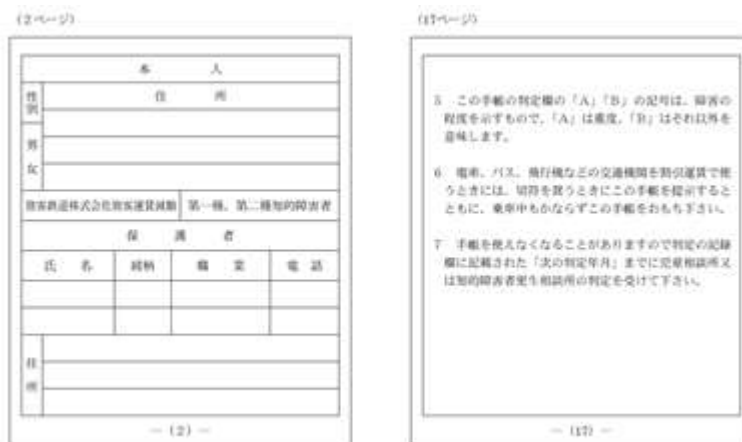 (2ページ)
本 人
性別
住 所
男
女
旅客鉄道株式会社旅客運賃減額
第一種、第二種知的障害者
保 護 者
氏 名
続柄
職 業
電 話
住
所
― (2) ―
(17ページ)
5 この手帳の判定欄の「A」「B」の記号は、障害の
程度を示すもので、「A」は重度、「B」はそれ以外を
意味します。
6 電車、バス、飛行機などの交通機関を割引運賃で使
うときには、切符を買うときにこの手帳を提示すると
ともに、乗車中もかならずこの手帳をおもち下さい。
7 手帳を使えなくなることがありますので判定の記録
欄に記載された「次の判定年月」までに児童相談所又
は知的障害者更生相談所の判定を受けて下さい。
― (17) ―